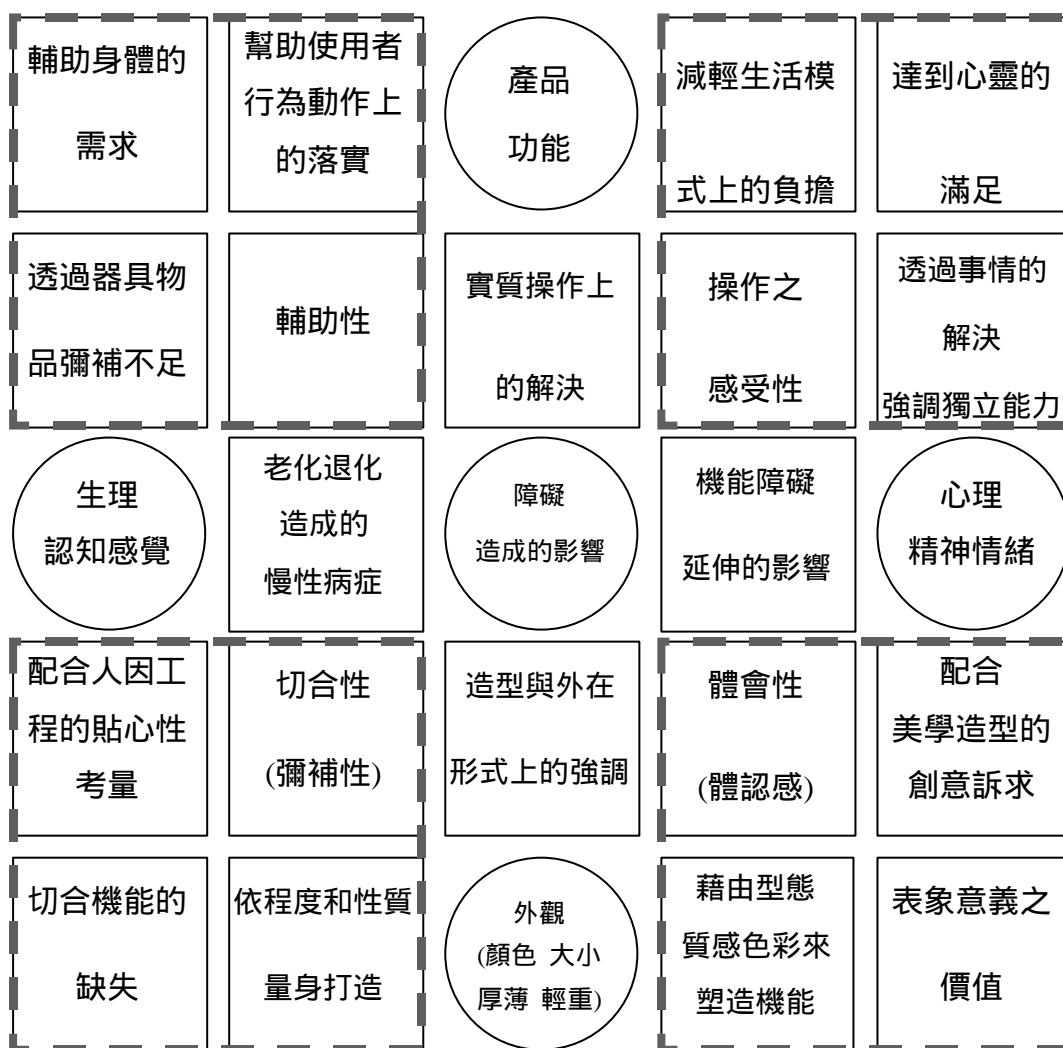 輔助身體的
需求
幫助使用者
行為動作上
的落實
產品
功能
減輕生活模
式上的負擔
達到心靈的
滿足
透過器具物
品彌補不足
輔助性
實質操作上
的解決
操作之
感受性
透過事情的
解決
強調獨立能力
生理
認知感覺
老化退化
造成的
慢性病症
障礙
造成的影響
機能障礙
延伸的影響
心理
精神情緒
配合人因工
程的貼心性
考量
切合性
(彌補性)
造型與外在
形式上的強調
體會性
(體認感)
配合
美學造型的
創意訴求
切合機能的
缺失
依程度和性質
量身打造
外觀
(顏色 大小
厚薄 輕重)
藉由型態
質感色彩來
塑造機能
表象意義之
價值